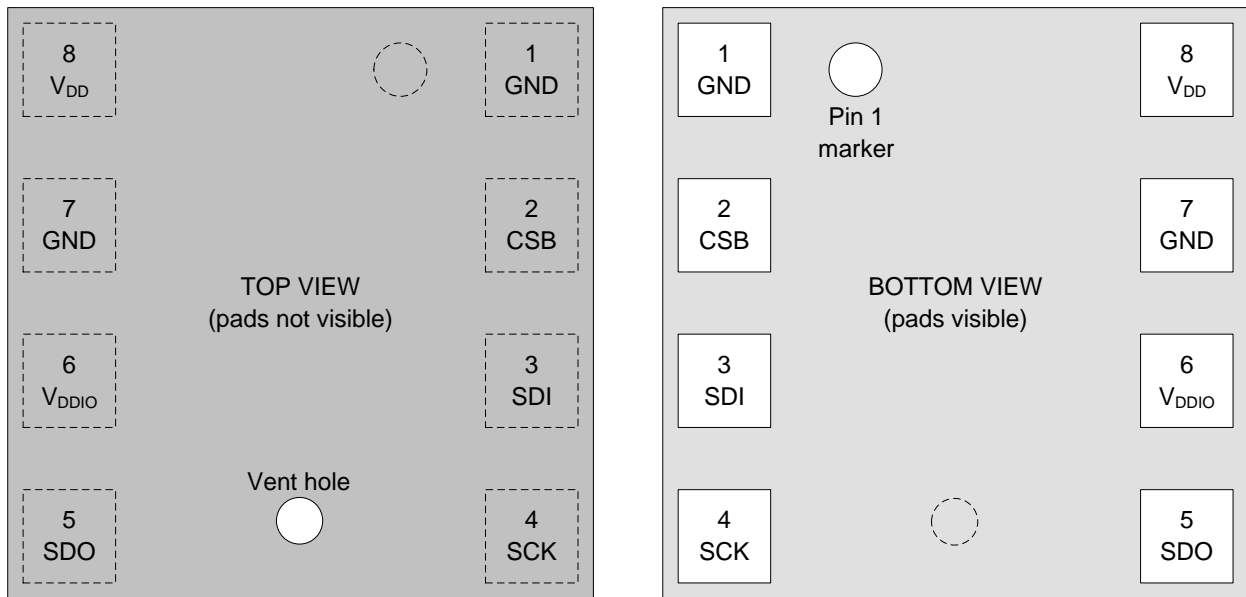 8
VDD
1
GND
7
GND
2
CSB
TOP VIEW
(pads not visible)
6
VDDIO
3
SDI
Vent hole
5
SDO
4
SCK
1
GND
Pin 1
marker
8
VDD
2
CSB
7
GND
BOTTOM VIEW
(pads visible)
3
SDI
6
VDDIO
4
SCK
5
SDO